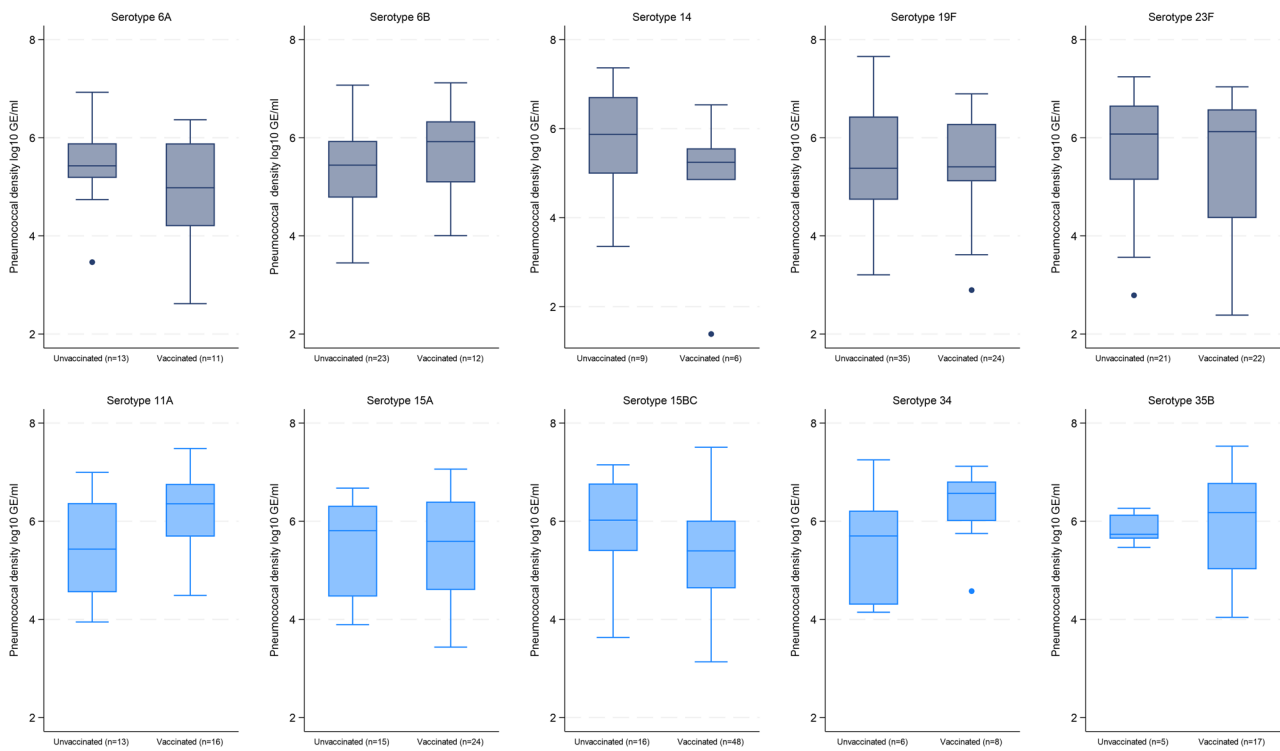 Serotype 6A
Pneumococcal density log10 GE/ml
8
6
4
2
Unvaccinated (n=13) Vaccinated (n=11)
Serotype 6B
Pneumococcal density log10 GE/ml
8
6
4
2
Unvaccinated (n=23) Vaccinated (n=12)
Serotype 14
Pneumococcal density log10 GE/ml
8
6
4
2
Unvaccinated (n=9) Vaccinated (n=6)
Serotype 19F
Pneumococcal density log10 GE/ml
8
6
4
2
Unvaccinated (n=35) Vaccinated (n=24)
Serotype 23F
Pneumococcal density log10 GE/ml
8
6
4
2
Unvaccinated (n=21) Vaccinated (n=22)
Serotype 11A
Pneumococcal density log10 GE/ml
8
6
4
2
Unvaccinated (n=13) Vaccinated (n=16)
Serotype 15A
Pneumococcal density log10 GE/ml
8
6
4
2
Unvaccinated (n=15) Vaccinated (n=24)
Serotype 15BC
Pneumococcal density log10 GE/ml
8
6
4
2
Unvaccinated (n=16) Vaccinated (n=48)
Serotype 34
Pneumococcal density log10 GE/ml
8
6
4
2
Unvaccinated (n=6) Vaccinated (n=8)
Serotype 35B
Pneumococcal density log10 GE/ml
8
6
4
2
Unvaccinated (n=5) Vaccinated (n=17)